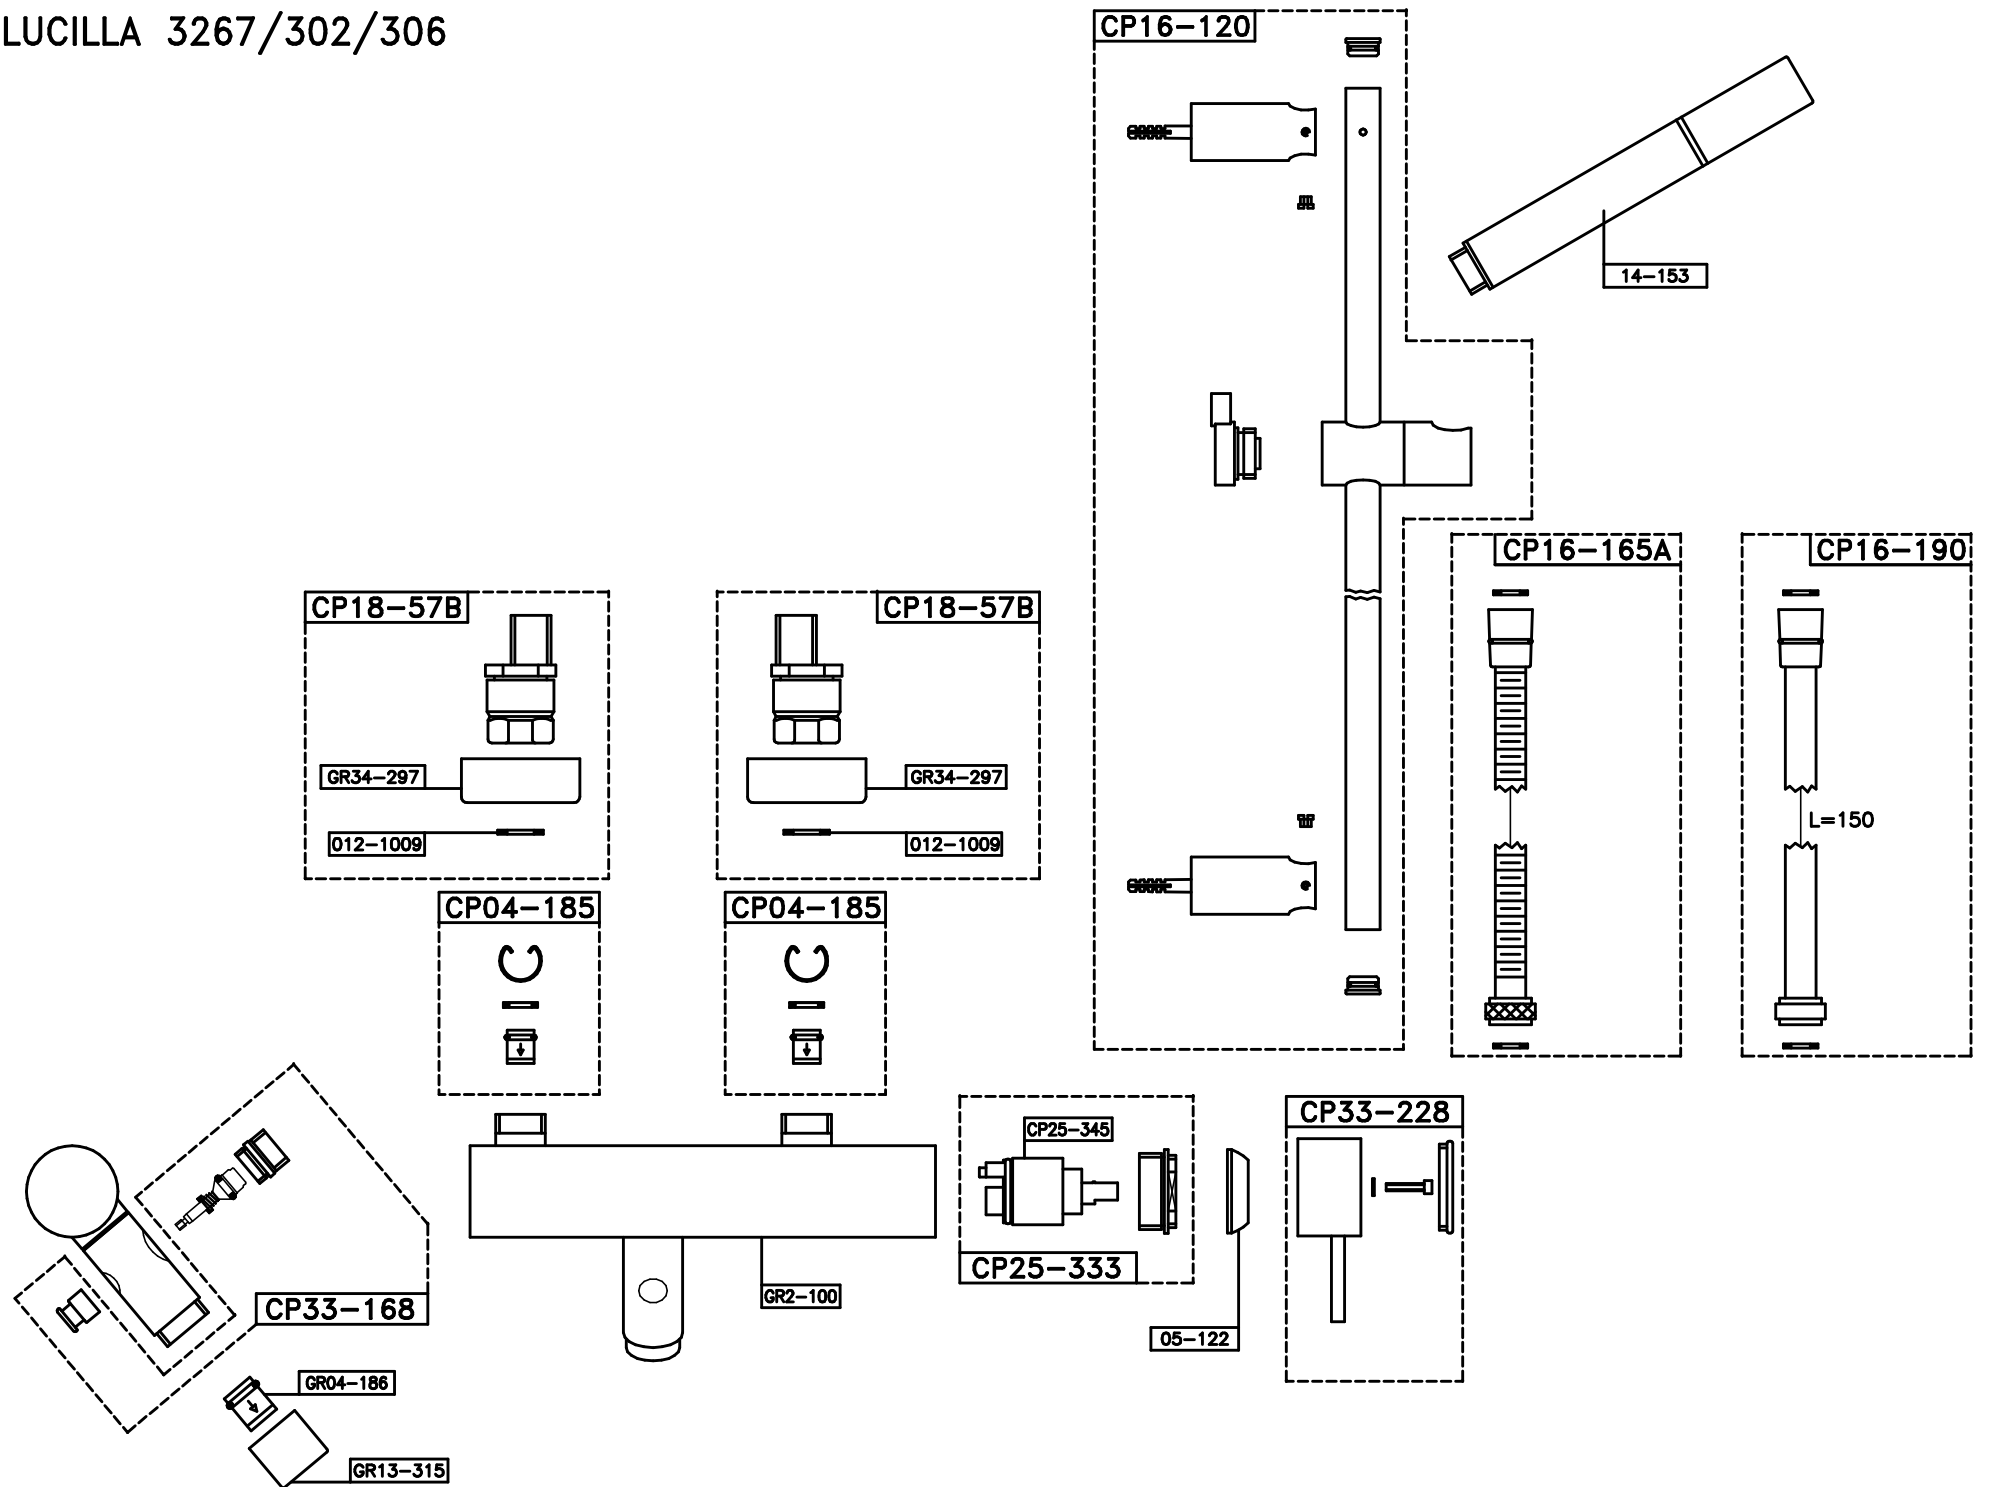 LUCILLA 3267/302/306
CP16-120
14-153
CP16-165A
CP16-190
CP18-57B
CP18-57B
GR34-297
GR34-297
L=150
012-1009
012-1009
CP04-185
CP04-185
CP33-228
CP25-345
CP25-333
GR2-100
CP33-168
05-122
GR04-186
GR13-315